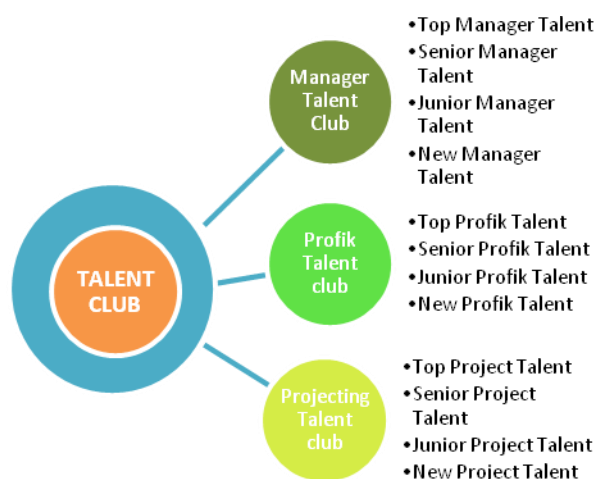 Manager
Talent
Club
•Top Manager Talent
•Senior Manager
Talent
•Junior Manager
Talent
•New Manager
Talent
TALENT
CLUB
Profik
Talent
club
•Top Profik Talent
•Senior Profik Talent
•Junior Profik Talent
•New Profik Talent
Projecting
Talent
club
•Top Project Talent
•Senior Project
Talent
•Junior Project Talent
•New Project Talent